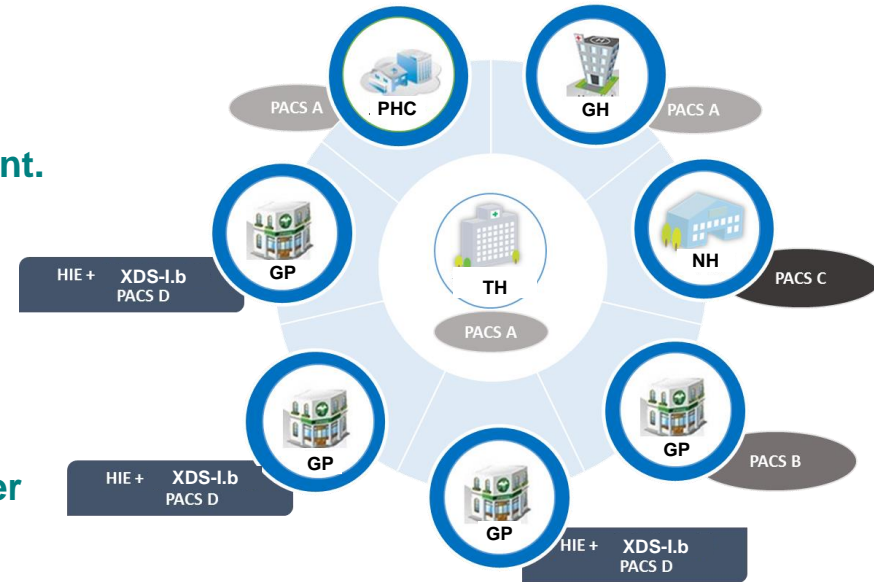 PACS A
PHC
GH
PACS A
nt.
GP
HIE + XDS-I.b
PACS D
TH
PACS A
NH
PACS C
GP
HIE + XDS-I.b
PACS D
er
GP
PACS B
GP
HIE + XDS-I.b
PACS D